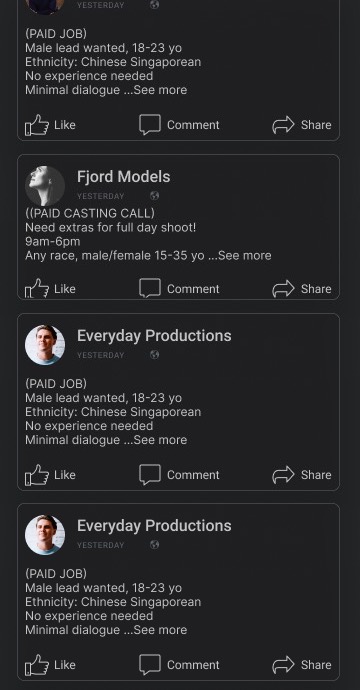 YESTERDAY
(PAID JOB)
Male lead wanted, 18-23 yo
Ethnicity: Chinese Singaporean
No experience needed
Minimal dialogue ...See more
Like Comment Share
Fjord Models
YESTERDAY
((PAID CASTING CALL)
Need extras for full day shoot!
9am-6pm
Any race, male/female 15-35 yo ...See more
Like Comment Share
Everyday Productions
YESTERDAY
(PAID JOB)
Male lead wanted, 18-23 yo
Ethnicity: Chinese Singaporean
No experience needed
Minimal dialogue ...See more
Like Comment Share
Everyday Productions
YESTERDAY
(PAID JOB)
Male lead wanted, 18-23 yo
Ethnicity: Chinese Singaporean
No experience needed
Minimal dialogue ...See more
Like Comment Share